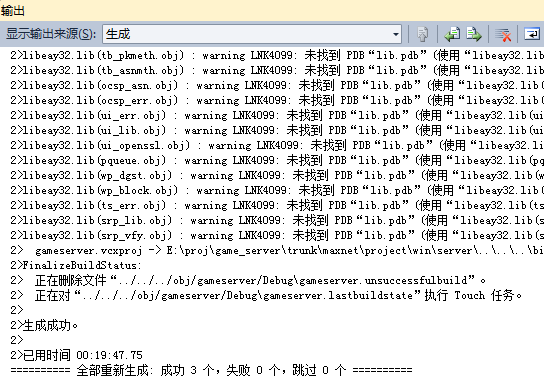 输出
显示输出来源(S): 生成
2>libeay32.lib(tb_pkmeth.obj) : warning LNK4099: 未找到 PDB“lib.pdb”(使用“libeay32.lib
2>libeay32.lib(tb_asnmth.obj) : warning LNK4099: 未找到 PDB“lib.pdb”(使用“libeay32.lib
2>libeay32.lib(ocsp_asn.obj) : warning LNK4099: 未找到 PDB“lib.pdb”(使用“libeay32.lib(
2>libeay32.lib(ocsp_err.obj) : warning LNK4099: 未找到 PDB“lib.pdb”(使用“libeay32.lib(
2>libeay32.lib(ui_err.obj) : warning LNK4099: 未找到 PDB“lib.pdb”(使用“libeay32.lib(ui
2>libeay32.lib(ui_lib.obj) : warning LNK4099: 未找到 PDB“lib.pdb”(使用“libeay32.lib(ui
2>libeay32.lib(ui_openssl.obj) : warning LNK4099: 未找到 PDB“lib.pdb”(使用“libeay32.li
2>libeay32.lib(pqueue.obj) : warning LNK4099: 未找到 PDB“lib.pdb”(使用“libeay32.lib(pq
2>libeay32.lib(wp_dgst.obj) : warning LNK4099: 未找到 PDB“lib.pdb”(使用“libeay32.lib(w
2>libeay32.lib(wp_block.obj) : warning LNK4099: 未找到 PDB“lib.pdb”(使用“libeay32.lib(
2>libeay32.lib(ts_err.obj) : warning LNK4099: 未找到 PDB“lib.pdb”(使用“libeay32.lib(ts
2>libeay32.lib(srp_lib.obj) : warning LNK4099: 未找到 PDB“lib.pdb”(使用“libeay32.lib(s
2>libeay32.lib(srp_vfy.obj) : warning LNK4099: 未找到 PDB“lib.pdb”(使用“libeay32.lib(s
2>  gameserver.vcxproj -> E:\proj\game_server\trunk\maxnet\project\win\server\..\..\..\bi
2>FinalizeBuildStatus:
2>  正在删除文件“../../../obj/gameserver/Debug\gameserver.unsuccessfulbuild”。
2>  正在对“../../../obj/gameserver/Debug\gameserver.lastbuildstate”执行 Touch 任务。
2>
2>生成成功。
2>
2>已用时间 00:19:47.75
========== 全部重新生成: 成功 3 个，失败 0 个，跳过 0 个 ==========